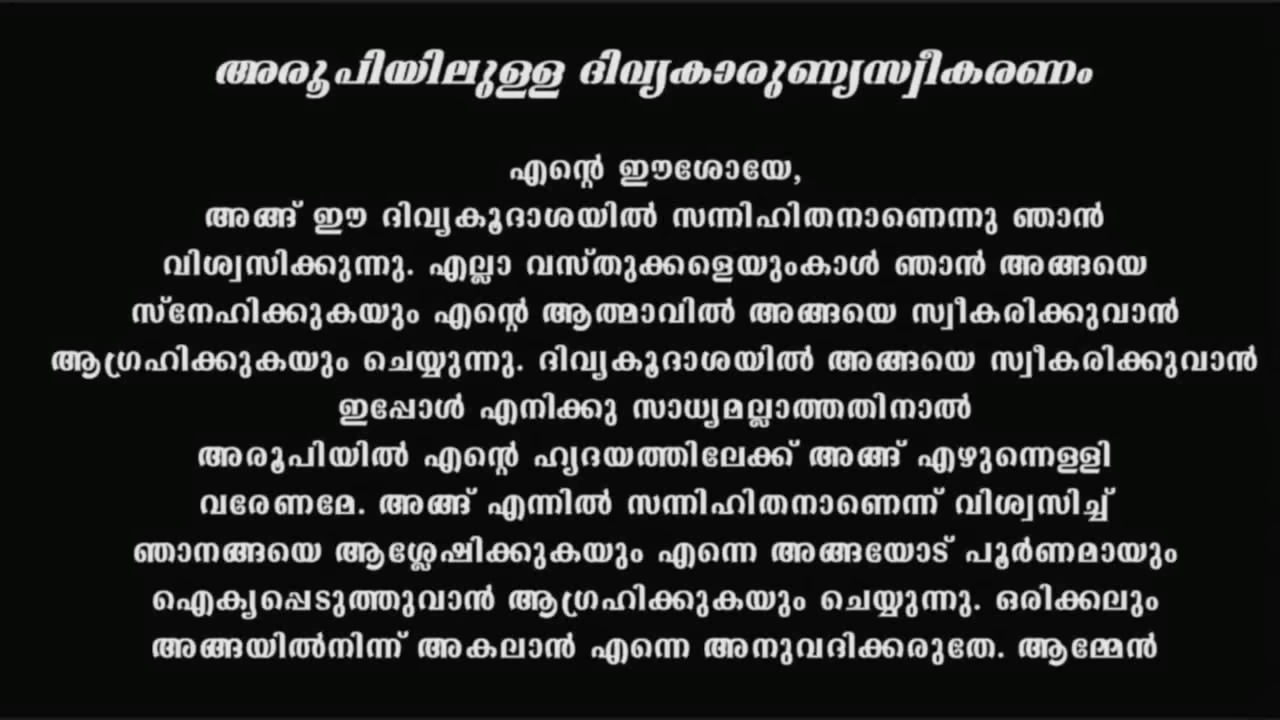 അരൂപിയിലുള്ള ദിവ്യകാരുണ്യസ്വീകരണം
എന്റെ ഈശോയേ,
അങ്ങ് ഈ ദിവ്യകൂദാശയിൽ സന്നിഹിതനാണെന്നു ഞാൻ
വിശ്വസിക്കുന്നു. എല്ലാ വസ്തുക്കളെയുംകാൾ ഞാൻ അങ്ങയെ
സ്നേഹിക്കുകയും എന്റെ ആത്മാവിൽ അങ്ങയെ സ്വീകരിക്കുവാൻ
ആഗ്രഹിക്കുകയും ചെയ്യുന്നു. ദിവ്യകൂദാശയിൽ അങ്ങയെ സ്വീകരിക്കുവാൻ
ഇപ്പോൾ എനിക്കു സാധ്യമല്ലാത്തതിനാൽ
അരൂപിയിൽ എന്റെ ഹൃദയത്തിലേക്ക് അങ്ങ് എഴുന്നെള്ളി
വരേണമേ. അങ്ങ് എന്നിൽ സന്നിഹിതനാണെന്ന് വിശ്വസിച്ച്
ഞാനങ്ങയെ ആശ്ലേഷിക്കുകയും എന്നെ അങ്ങയോട് പൂർണമായും
ഐക്യപ്പെടുത്തുവാൻ ആഗ്രഹിക്കുകയും ചെയ്യുന്നു. ഒരിക്കലും
അങ്ങയിൽനിന്ന് അകലാൻ എന്നെ അനുവദിക്കരുതേ. ആമ്മേൻ